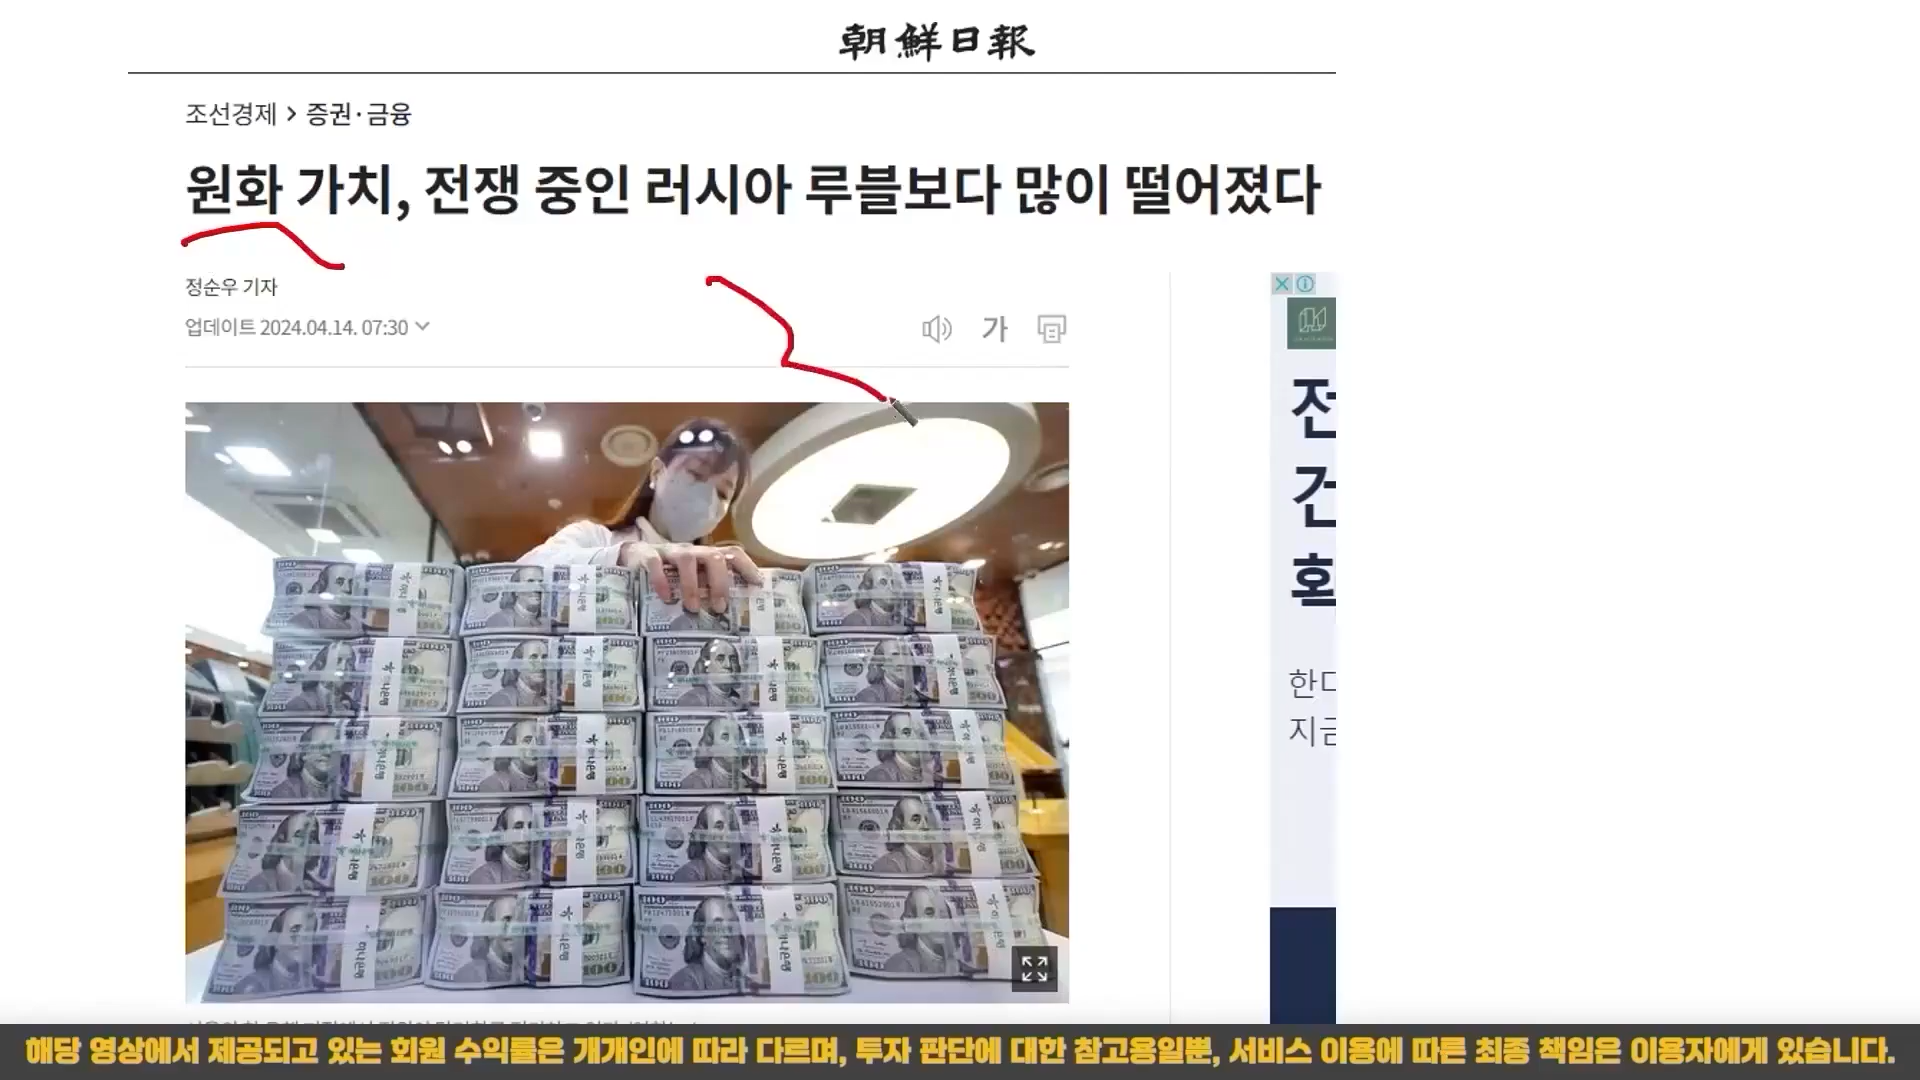 朝鮮日報
조선경제 > 증권·금융
원화 가치, 전쟁 중인 러시아 루블보다 많이 떨어졌다
정순우 기자
업데이트 2024.04.14. 07:30
가
전
건
확
한다
지금
해당 영상에서 제공되고 있는 회원 수익률은 개개인에 따라 다르며, 투자 판단에 대한 참고용일뿐, 서비스 이용에 따른 최종 책임은 이용자에게 있습니다.